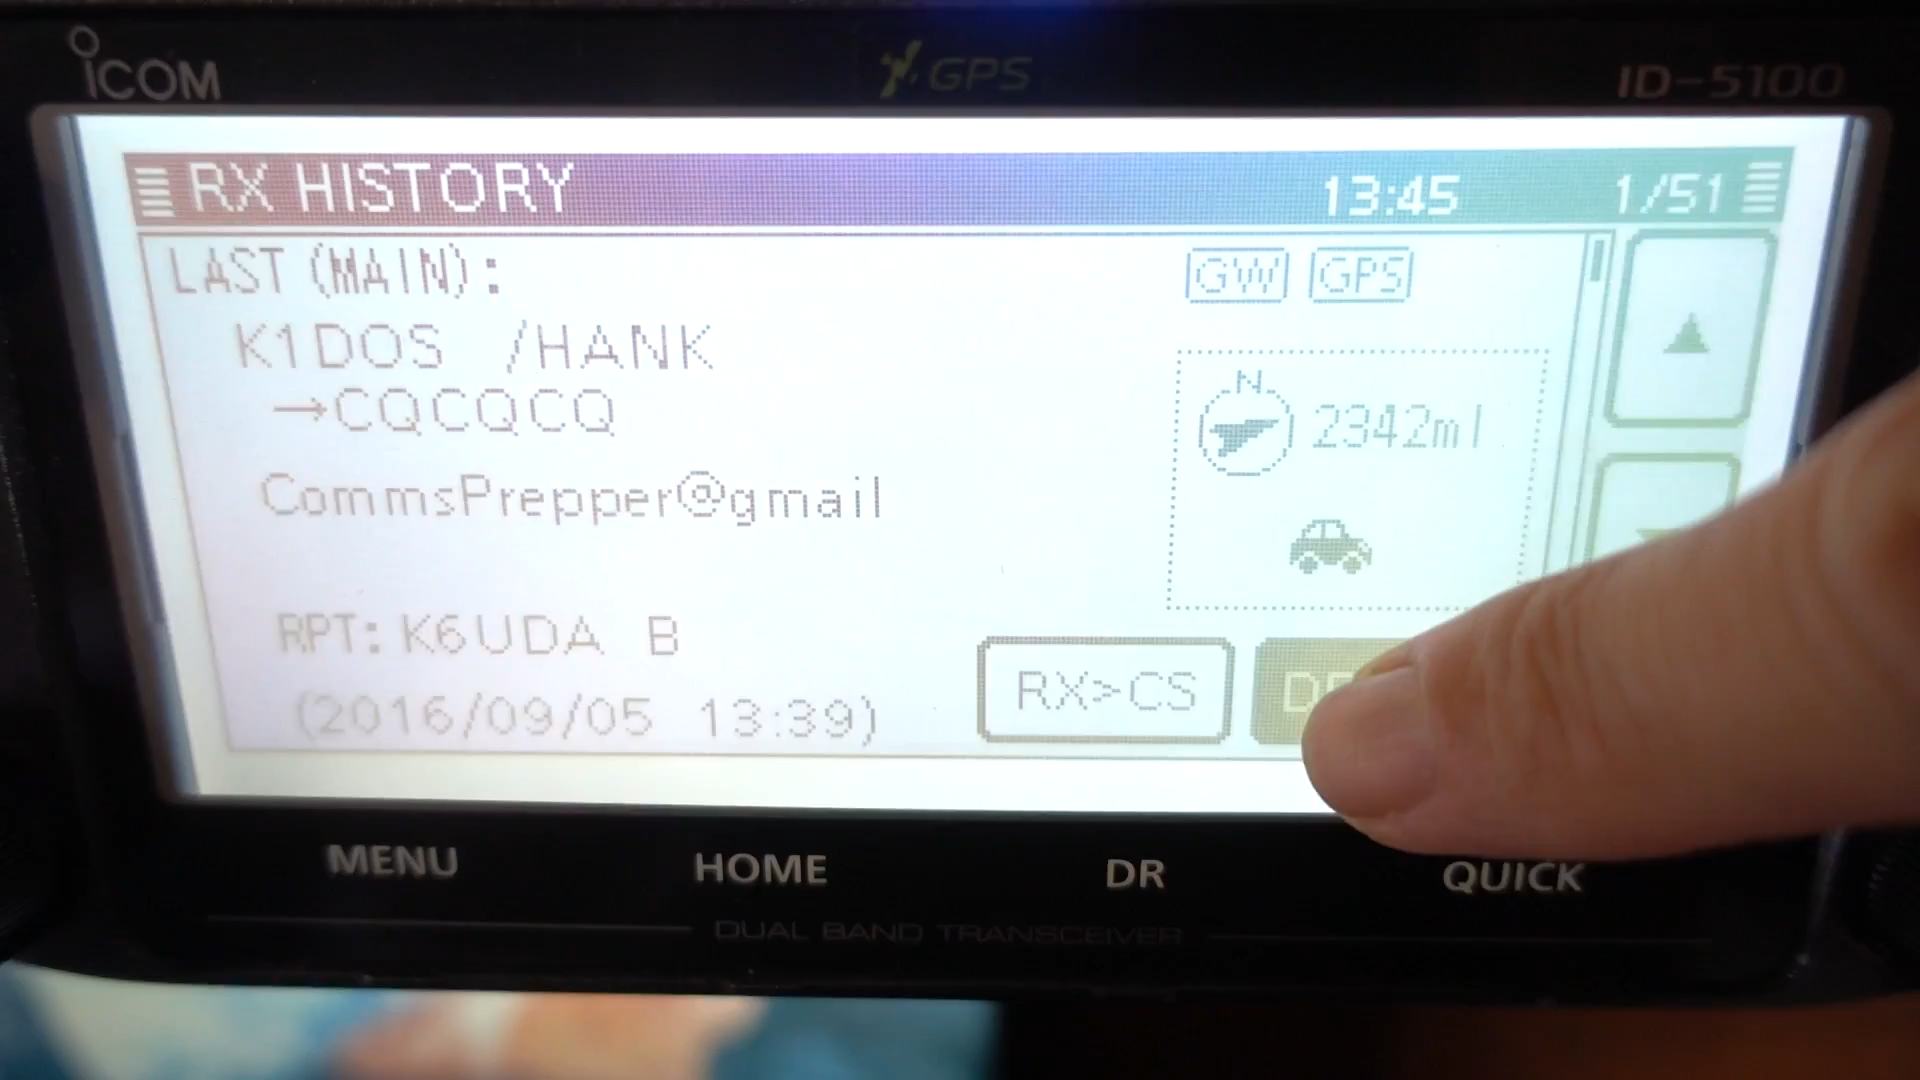 ICOM
GPS
ID-5100
RX HISTORY 13:45 1/51
LAST (MAIN): GW GPS
K1DOS /HANK
→CQCQCQ
N
2342mi
CommsPrepper@gmail
RPT: K6UDA B
(2016/09/05 13:39)
RX>CS
MENU HOME DR QUICK
DUAL BAND TRANSCEIVER